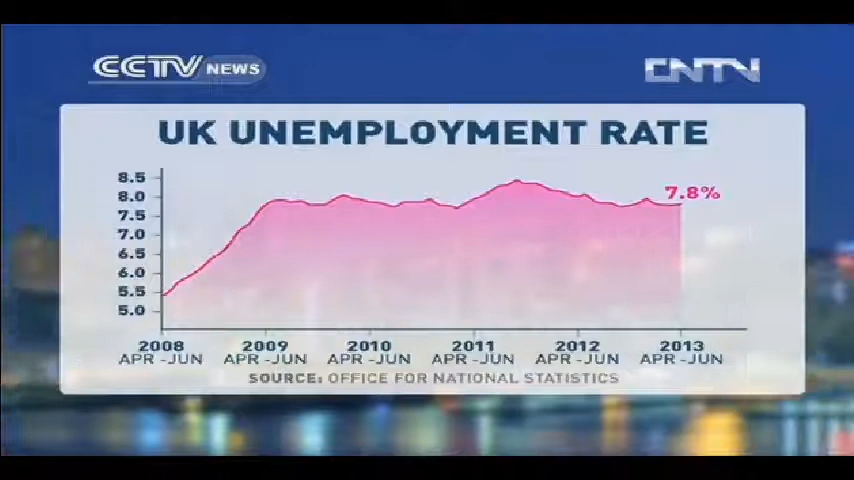 CCTV NEWS
CNTV
UK UNEMPLOYMENT RATE
8.5
8.0
7.5
7.0
6.5
6.0
5.5
5.0
7.8%
2008 2009 2010 2011 2012 2013
APR -JUN APR -JUN APR -JUN APR -JUN APR -JUN APR -JUN
SOURCE: OFFICE FOR NATIONAL STATISTICS